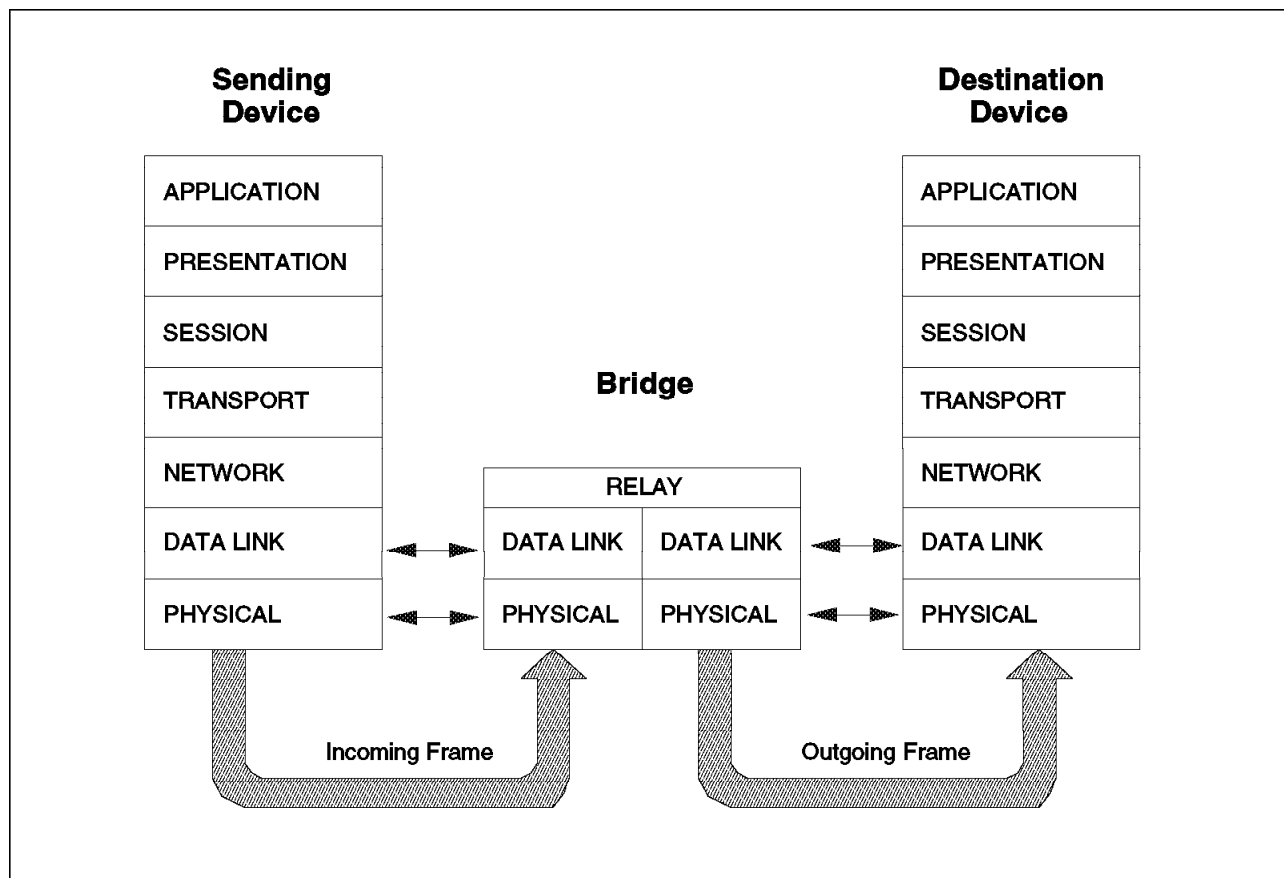 Sending
Device
Destination
Device
APPLICATION
PRESENTATION
SESSION
TRANSPORT
NETWORK
DATA LINK
PHYSICAL
Bridge
RELAY
DATA LINK
DATA LINK
PHYSICAL
PHYSICAL
APPLICATION
PRESENTATION
SESSION
TRANSPORT
NETWORK
DATA LINK
PHYSICAL
Incoming Frame
Outgoing Frame